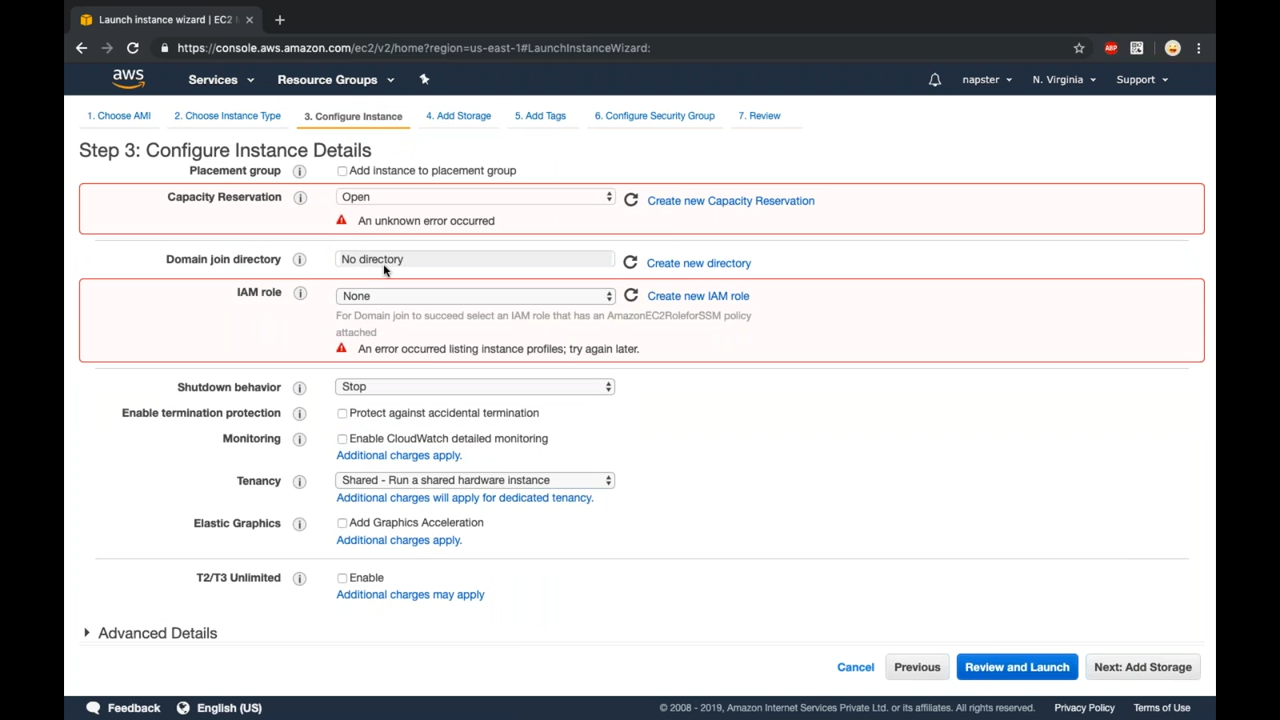 Launch instance wizard | EC2
https://console.aws.amazon.com/ec2/v2/home?region=us-east-1#LaunchInstanceWizard:
ABP
aws Services Resource Groups napster N. Virginia Support
1. Choose AMI 2. Choose Instance Type 3. Configure Instance 4. Add Storage 5. Add Tags 6. Configure Security Group 7. Review
Step 3: Configure Instance Details
Placement group i Add instance to placement group
Capacity Reservation i Open Create new Capacity Reservation
An unknown error occurred
Domain join directory i No directory Create new directory
IAM role i None Create new IAM role
For Domain join to succeed select an IAM role that has an AmazonEC2RoleforSSM policy
attached
An error occurred listing instance profiles; try again later.
Shutdown behavior i Stop
Enable termination protection i Protect against accidental termination
Monitoring i Enable CloudWatch detailed monitoring
Additional charges apply.
Tenancy i Shared - Run a shared hardware instance
Additional charges will apply for dedicated tenancy.
Elastic Graphics i Add Graphics Acceleration
Additional charges apply.
T2/T3 Unlimited i Enable
Additional charges may apply
Advanced Details
Cancel Previous Review and Launch Next: Add Storage
Feedback English (US) © 2008 - 2019, Amazon Internet Services Private Ltd. or its affiliates. All rights reserved. Privacy Policy Terms of Use